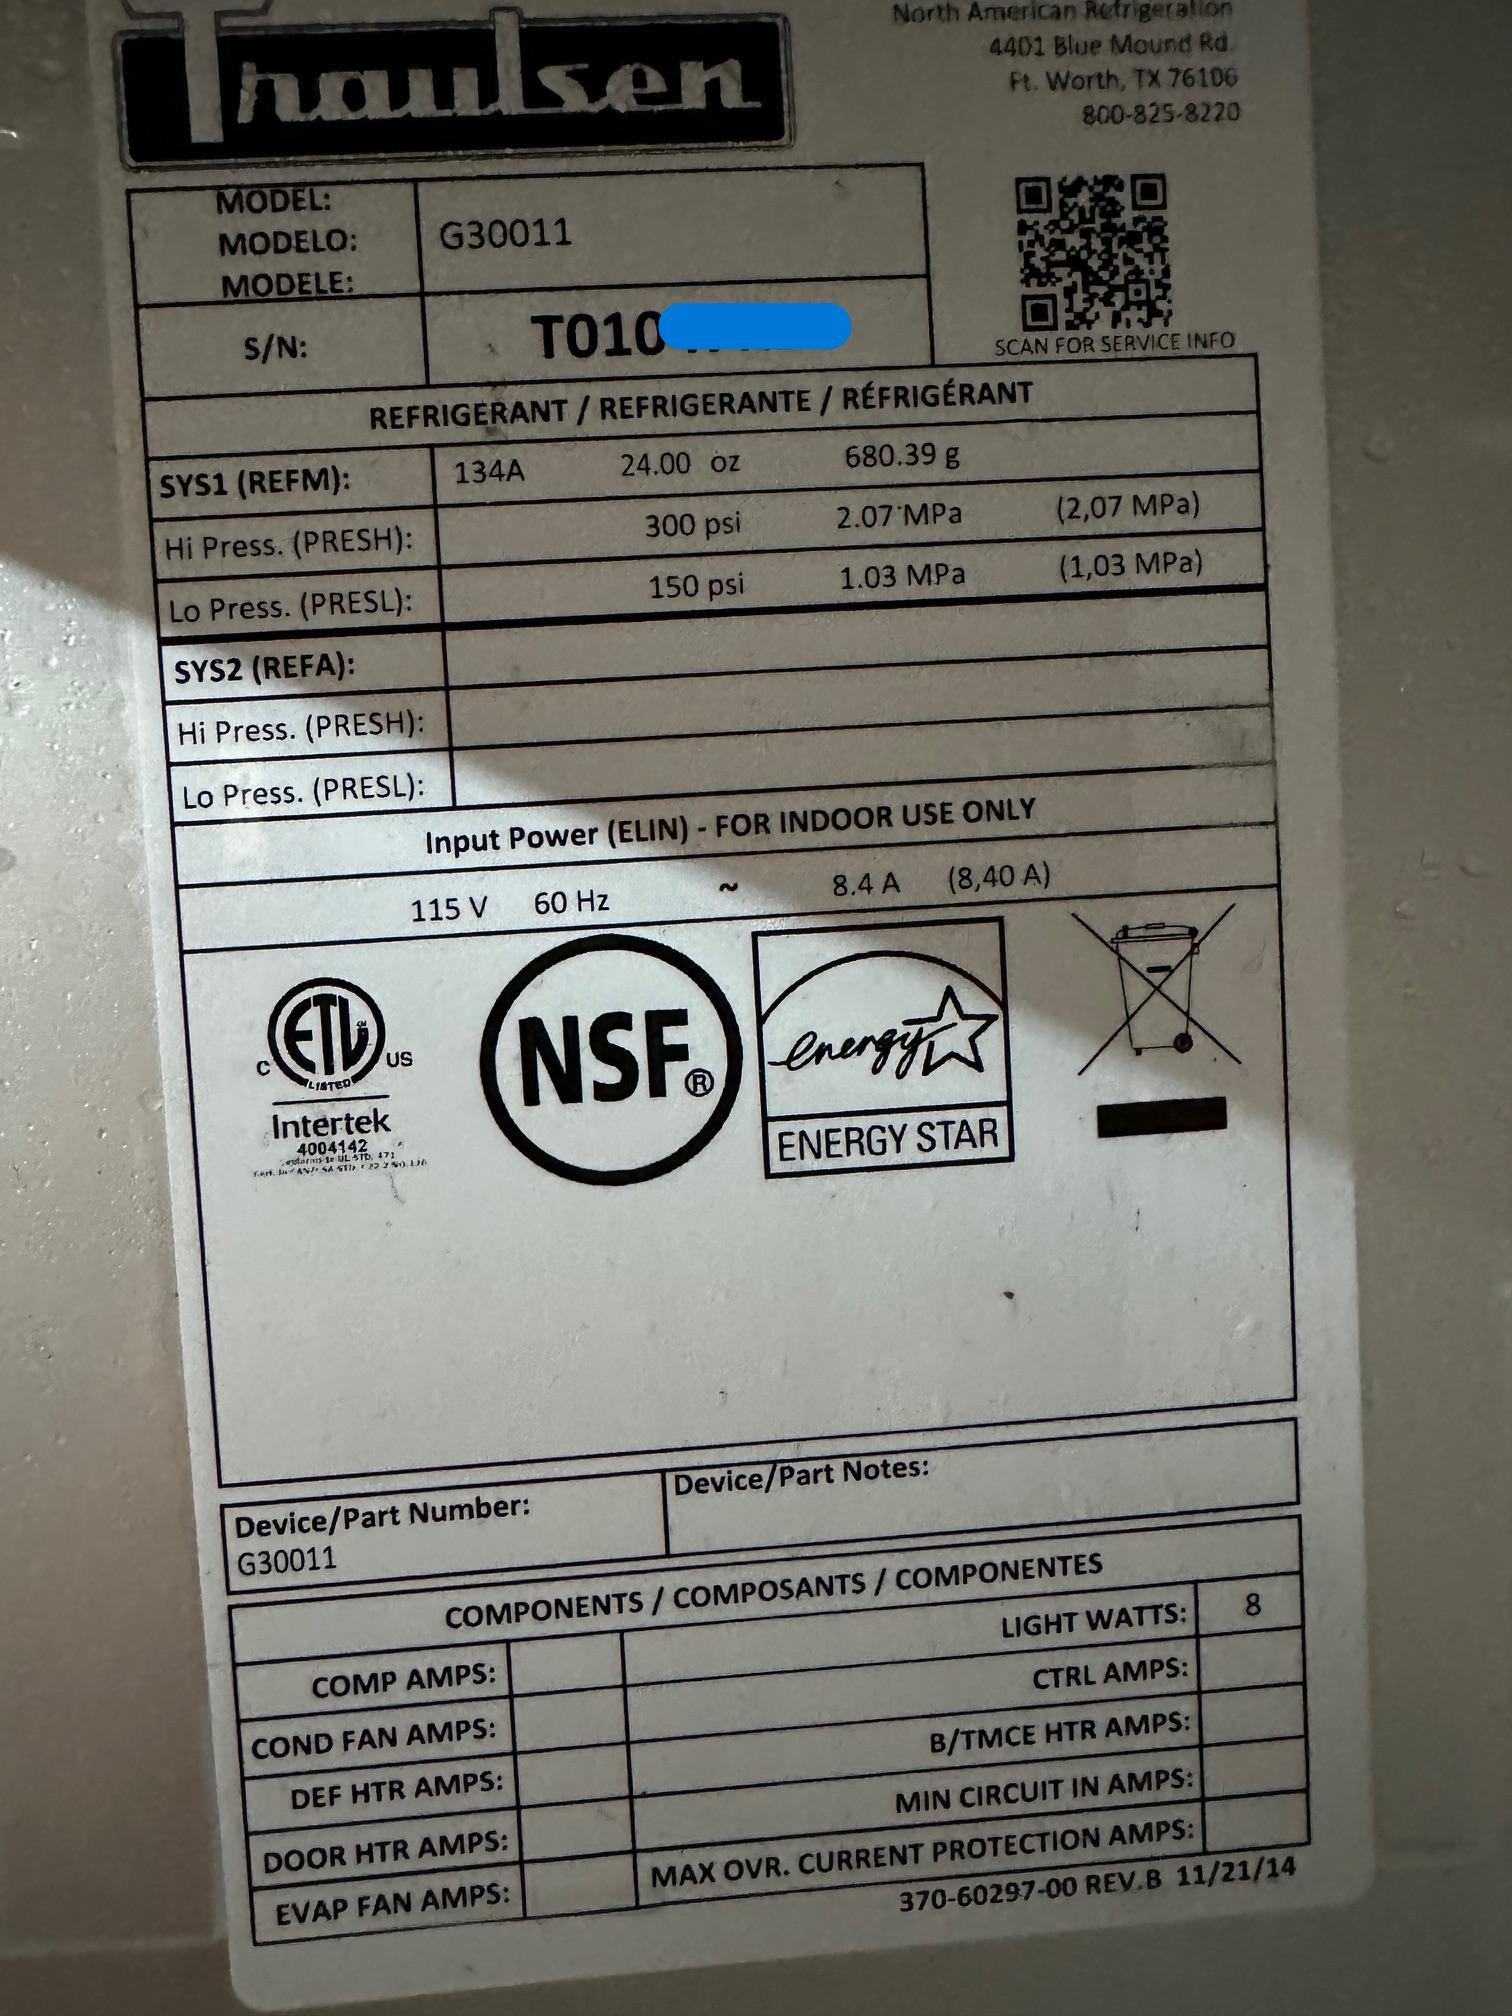 Traulsen
North American Refrigeration
4401 Blue Mound Rd.
Ft. Worth, TX 76106
800-825-8220
MODEL:
MODELO:
MODELE:
G30011
S/N:
T010
SCAN FOR SERVICE INFO
REFRIGERANT / REFRIGERANTE / RÉFRIGÉRANT
SYS1 (REFM): 134A 24.00 oz 680.39 g
Hi Press. (PRESH): 300 psi 2.07 MPa (2,07 MPa)
Lo Press. (PRESL): 150 psi 1.03 MPa (1,03 MPa)
SYS2 (REFA):
Hi Press. (PRESH):
Lo Press. (PRESL):
Input Power (ELIN) - FOR INDOOR USE ONLY
115 V 60 Hz ~ 8.4 A (8,40 A)
C ETL CM US
LISTED
Intertek
4004142
NSF®
energy
ENERGY STAR
Device/Part Number:
G30011
Device/Part Notes:
COMPONENTS / COMPOSANTS / COMPONENTES
COMP AMPS:
COND FAN AMPS:
DEF HTR AMPS:
DOOR HTR AMPS:
EVAP FAN AMPS:
LIGHT WATTS: 8
CTRL AMPS:
B/TMCE HTR AMPS:
MIN CIRCUIT IN AMPS:
MAX OVR. CURRENT PROTECTION AMPS:
370-60297-00 REV.B 11/21/14